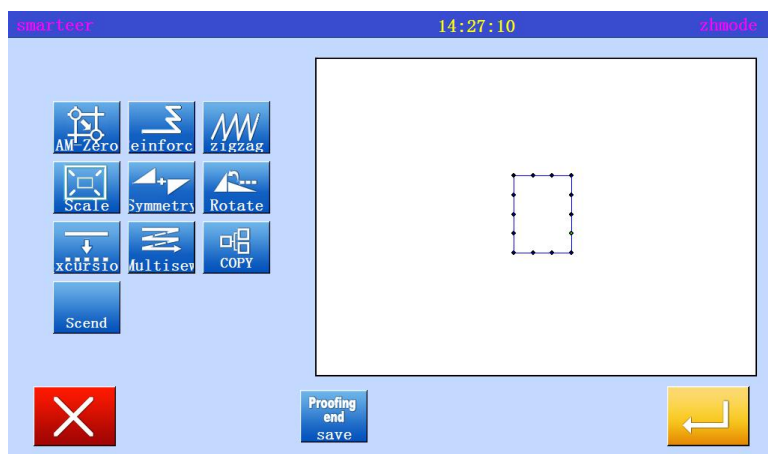 smarteer 14:27:10 zhmode
AM-Zero einforc zigzag
Scale Symmetry Rotate
xcursio Multisew COPY
Scend
Proofing
end
save